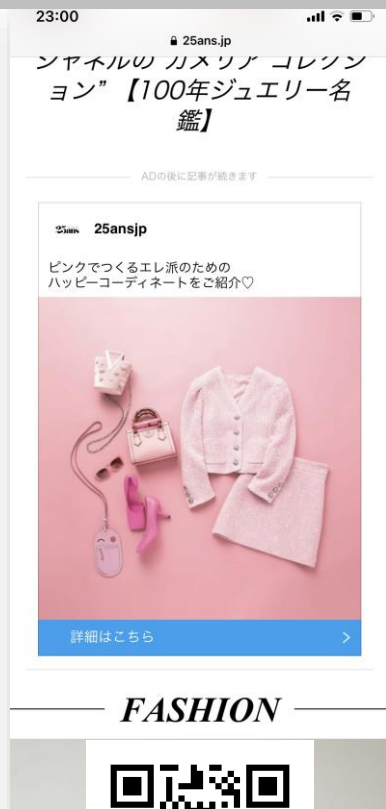 23:00
25ans.jp
シャネルの“カメリア コレクシ
ョン”【100年ジュエリー名
鑑】
ADの後に記事が続きます
25ans 25ansjp
ピンクでつくるエレ派のための
ハッピーコーディネートをご紹介♡
詳細はこちら
FASHION